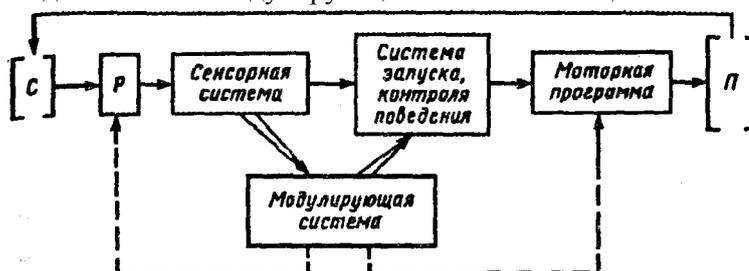 С
Р
Сенсорная
система
Система
запуска,
контроля
поведения
Моторная
программа
П
Модулирующая
система